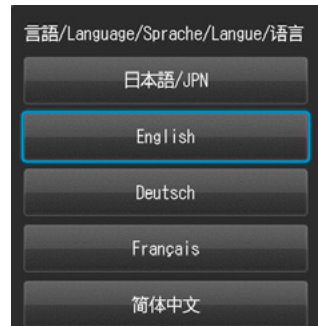 言語/Language/Sprache/Langue/语言
日本語/JPN
English
Deutsch
Français
简体中文